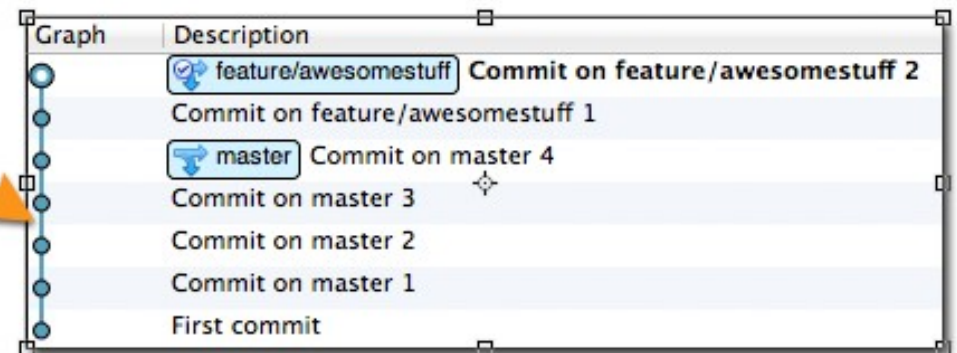 Graph Description
feature/awesomestuff Commit on feature/awesomestuff 2
Commit on feature/awesomestuff 1
master Commit on master 4
Commit on master 3
Commit on master 2
Commit on master 1
First commit